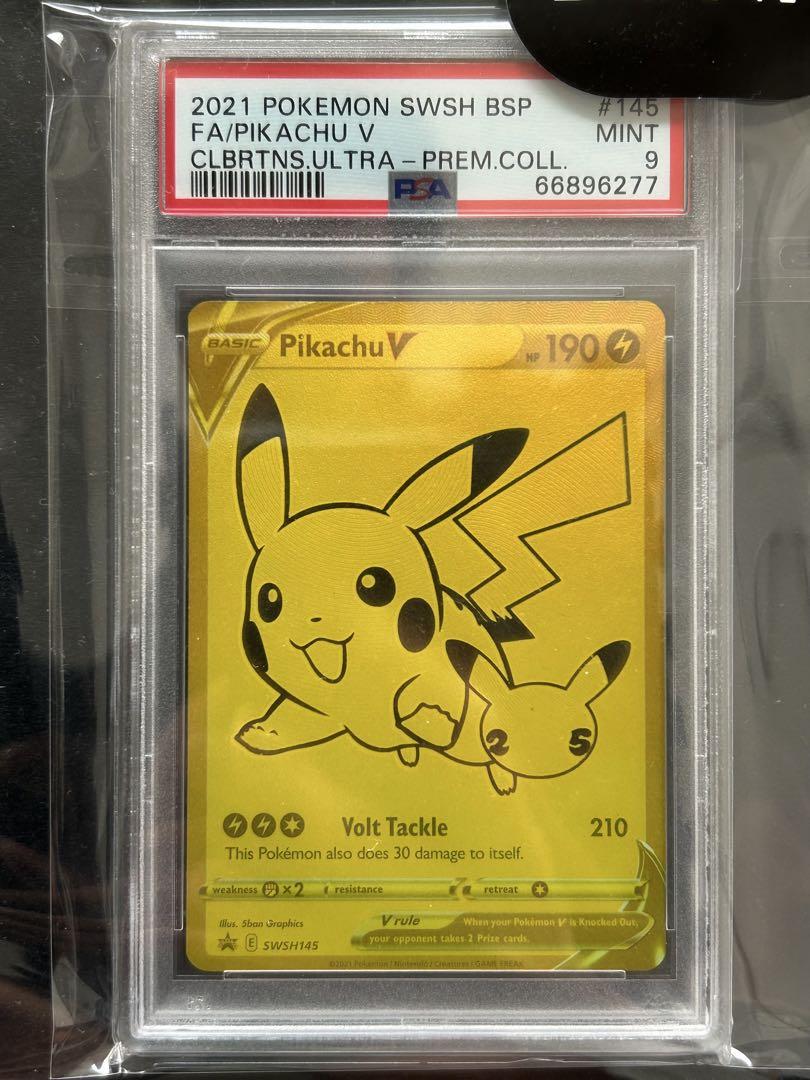 2021 POKEMON SWSH BSP #145
FA/PIKACHU V MINT
CLBRTNS.ULTRA-PREM.COLL. 9
PSA 66896277
BASIC Pikachu V HP 190
2 5
Volt Tackle 210
This Pokémon also does 30 damage to itself.
weakness ×2 resistance retreat
Illus. 5ban Graphics
V rule When your Pokémon V is Knocked Out,
your opponent takes 2 Prize cards.
E SWSH145
©2021 Pokémon / Nintendo / Creatures / GAME FREAK